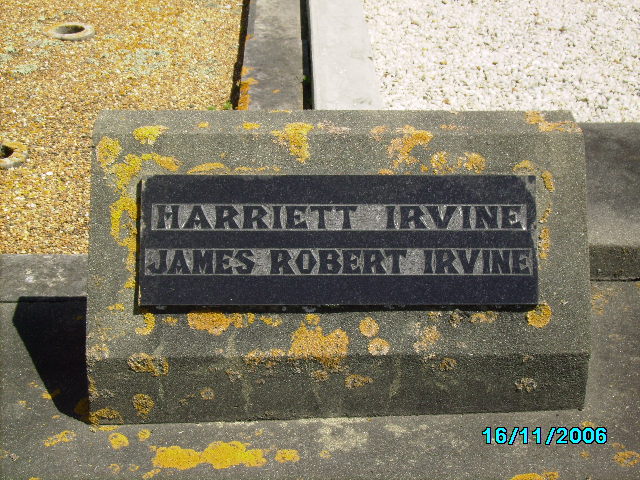 HARRIETT IRVINE
JAMES ROBERT IRVINE
16/11/2006